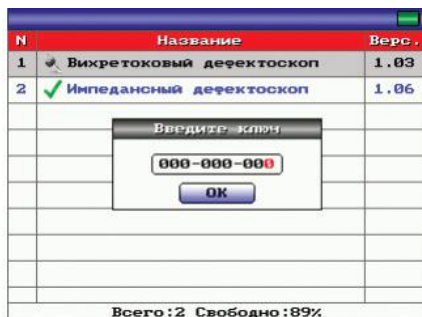 N Название Верс.
1 Вихретоковый дефектоскоп 1.03
2 Импедансный дефектоскоп 1.06
Введите ключ
000-000-000
OK
Всего:2 Свободно:89%